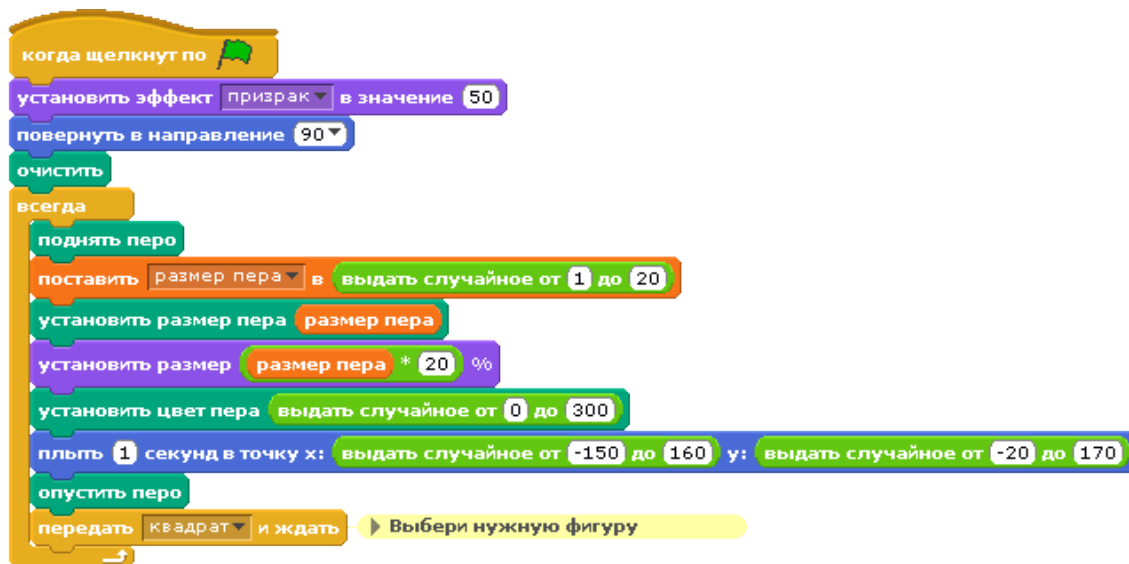 когда щелкнут по
установить эффект призрак в значение 50
повернуть в направление 90
очистить
всегда
поднять перо
поставить размер пера в выдать случайное от 1 до 20
установить размер пера размер пера
установить размер размер пера * 20 %
установить цвет пера выдать случайное от 0 до 300
плыть 1 секунд в точку x: выдать случайное от -150 до 160 y: выдать случайное от -20 до 170
опустить перо
передать квадрат и ждать Выбери нужную фигуру